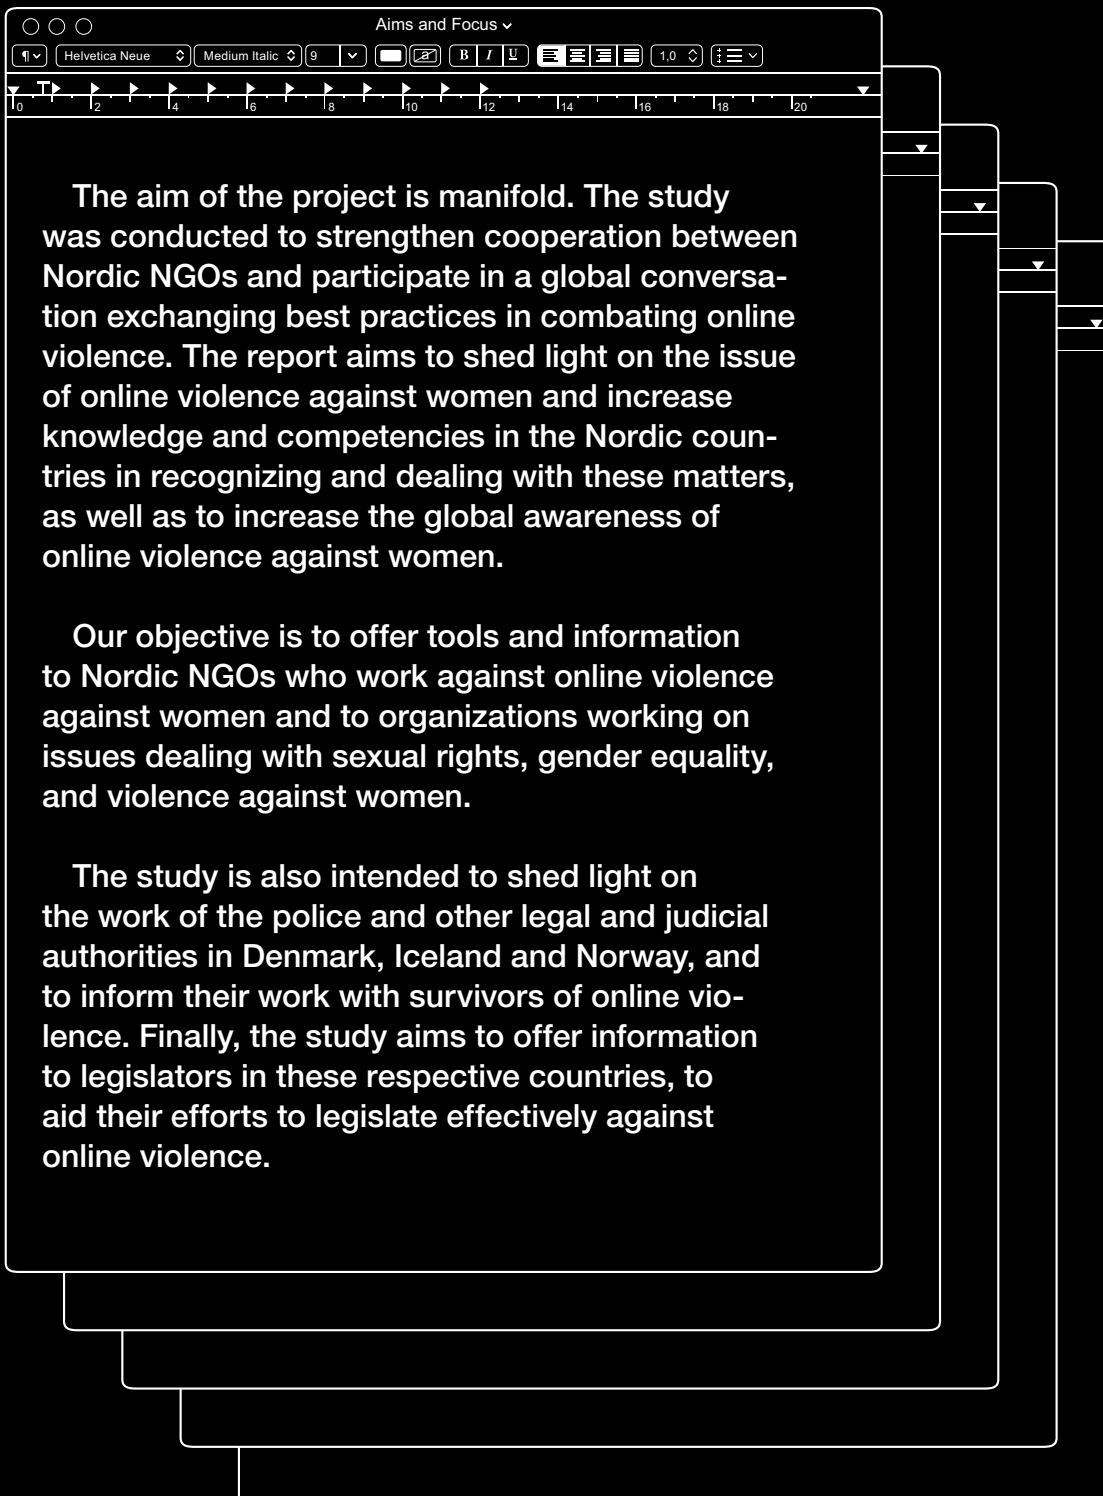 Aims and Focus
¶ Helvetica Neue Medium Italic 9 a B I U 1,0
0 2 4 6 8 10 12 14 16 18 20
The aim of the project is manifold. The study
was conducted to strengthen cooperation between
Nordic NGOs and participate in a global conversa-
tion exchanging best practices in combating online
violence. The report aims to shed light on the issue
of online violence against women and increase
knowledge and competencies in the Nordic coun-
tries in recognizing and dealing with these matters,
as well as to increase the global awareness of
online violence against women.
Our objective is to offer tools and information
to Nordic NGOs who work against online violence
against women and to organizations working on
issues dealing with sexual rights, gender equality,
and violence against women.
The study is also intended to shed light on
the work of the police and other legal and judicial
authorities in Denmark, Iceland and Norway, and
to inform their work with survivors of online vio-
lence. Finally, the study aims to offer information
to legislators in these respective countries, to
aid their efforts to legislate effectively against
online violence.